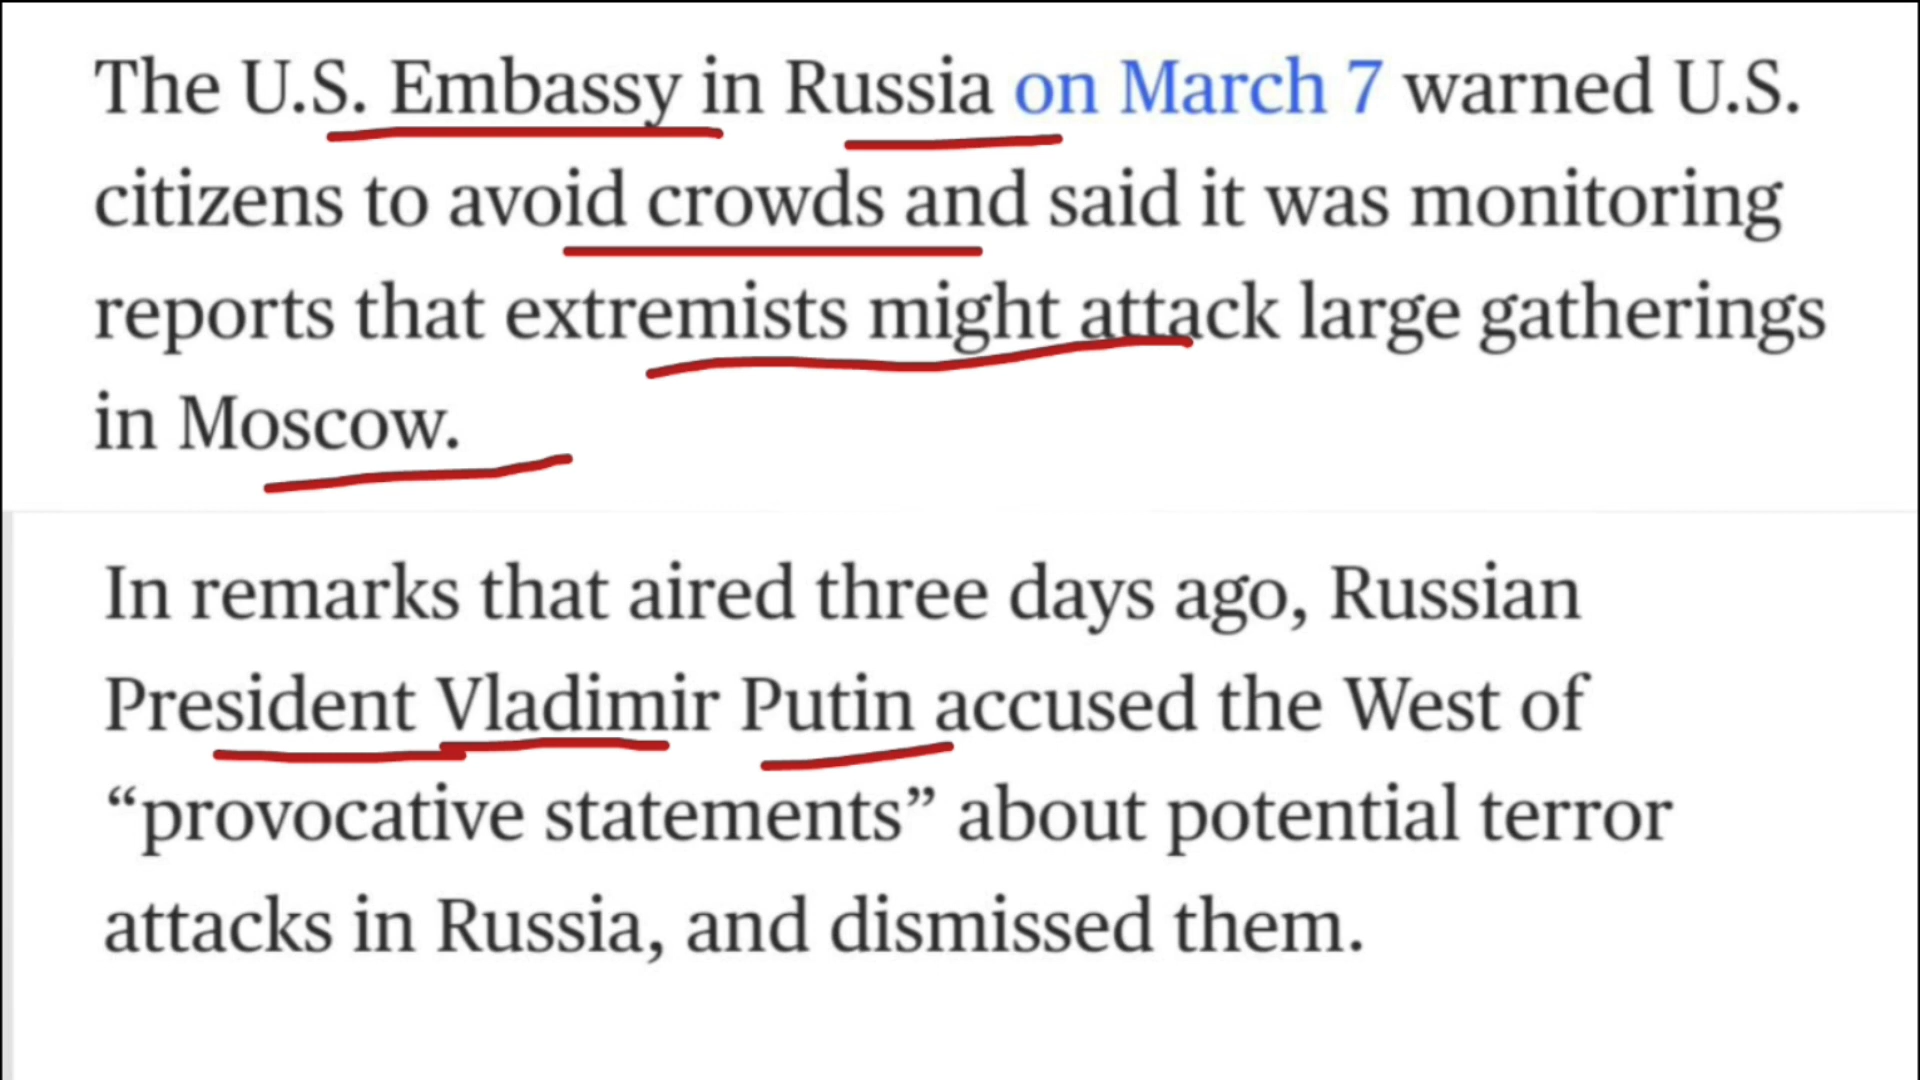 The U.S. Embassy in Russia on March 7 warned U.S.
citizens to avoid crowds and said it was monitoring
reports that extremists might attack large gatherings
in Moscow.
In remarks that aired three days ago, Russian
President Vladimir Putin accused the West of
“provocative statements” about potential terror
attacks in Russia, and dismissed them.